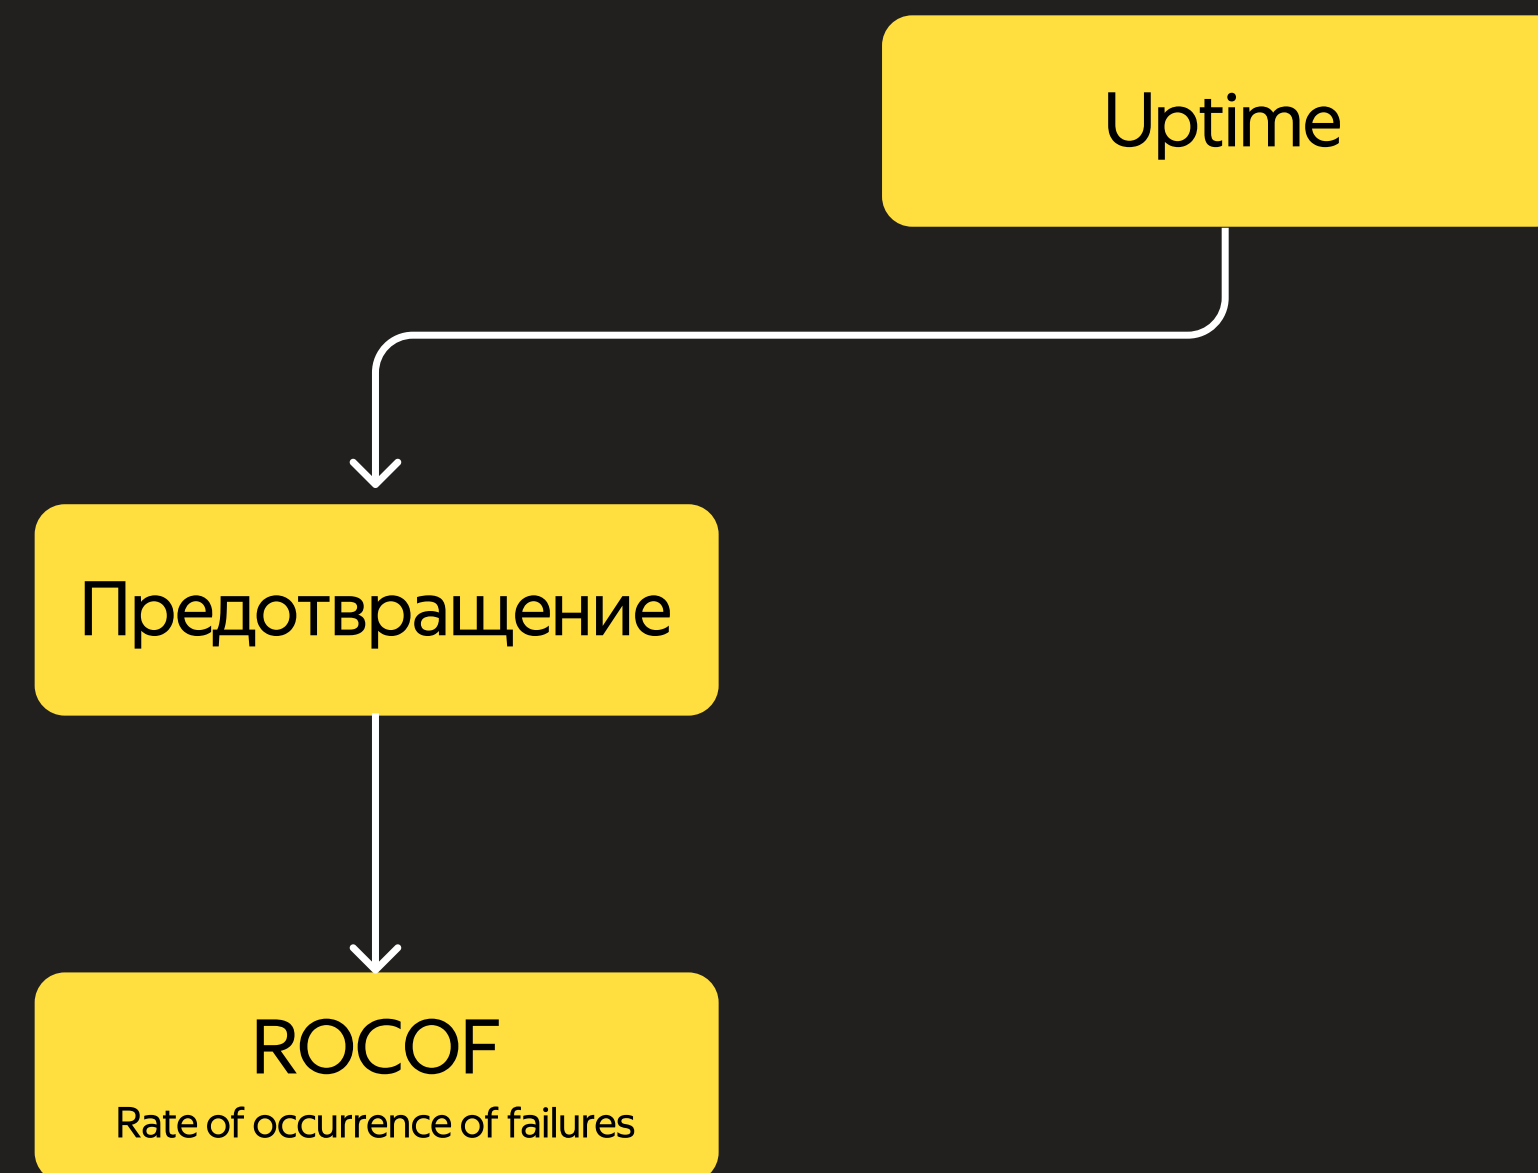 Uptime
Предотвращение
ROCOF
Rate of occurrence of failures